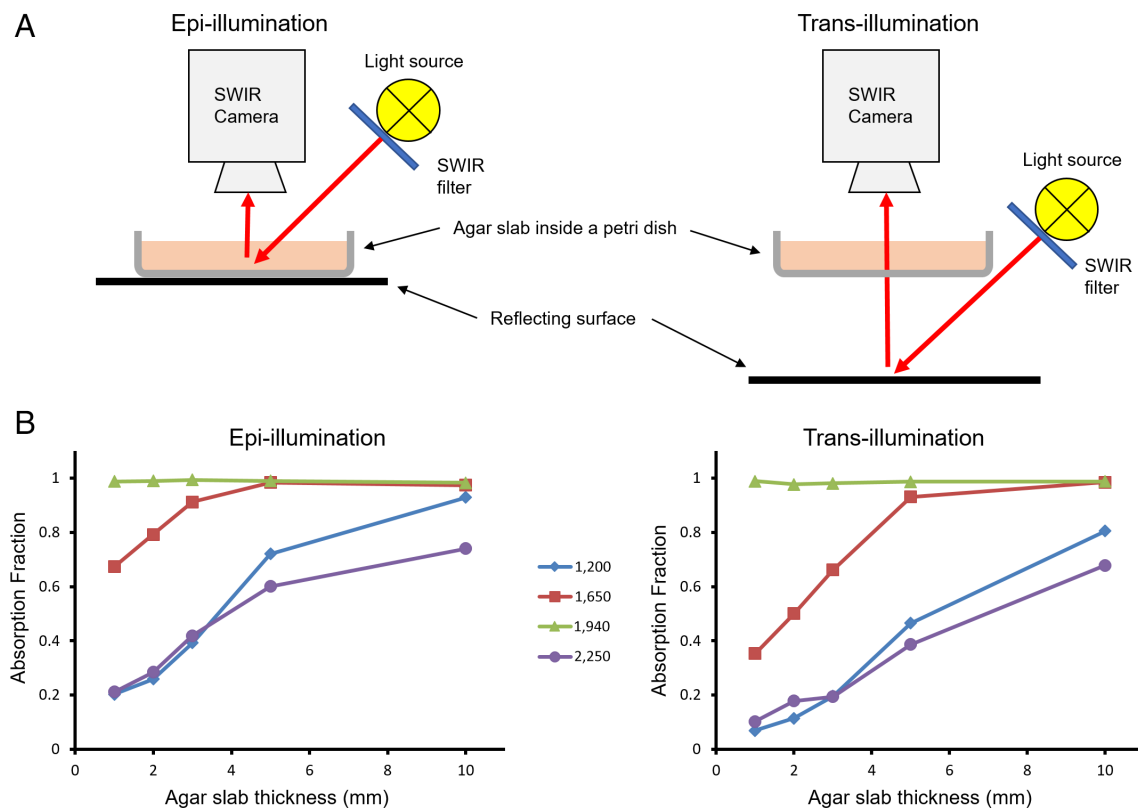 A
Epi-illumination
Trans-illumination
SWIR
Camera
Light source
SWIR
filter
SWIR
Camera
Light source
SWIR
filter
Agar slab inside a petri dish
Reflecting surface
B
Epi-illumination
Absorption Fraction
1
0.8
0.6
0.4
0.2
0
0
2
4
6
8
10
Agar slab thickness (mm)
1,200
1,650
1,940
2,250
Trans-illumination
Absorption Fraction
1
0.8
0.6
0.4
0.2
0
0
2
4
6
8
10
Agar slab thickness (mm)